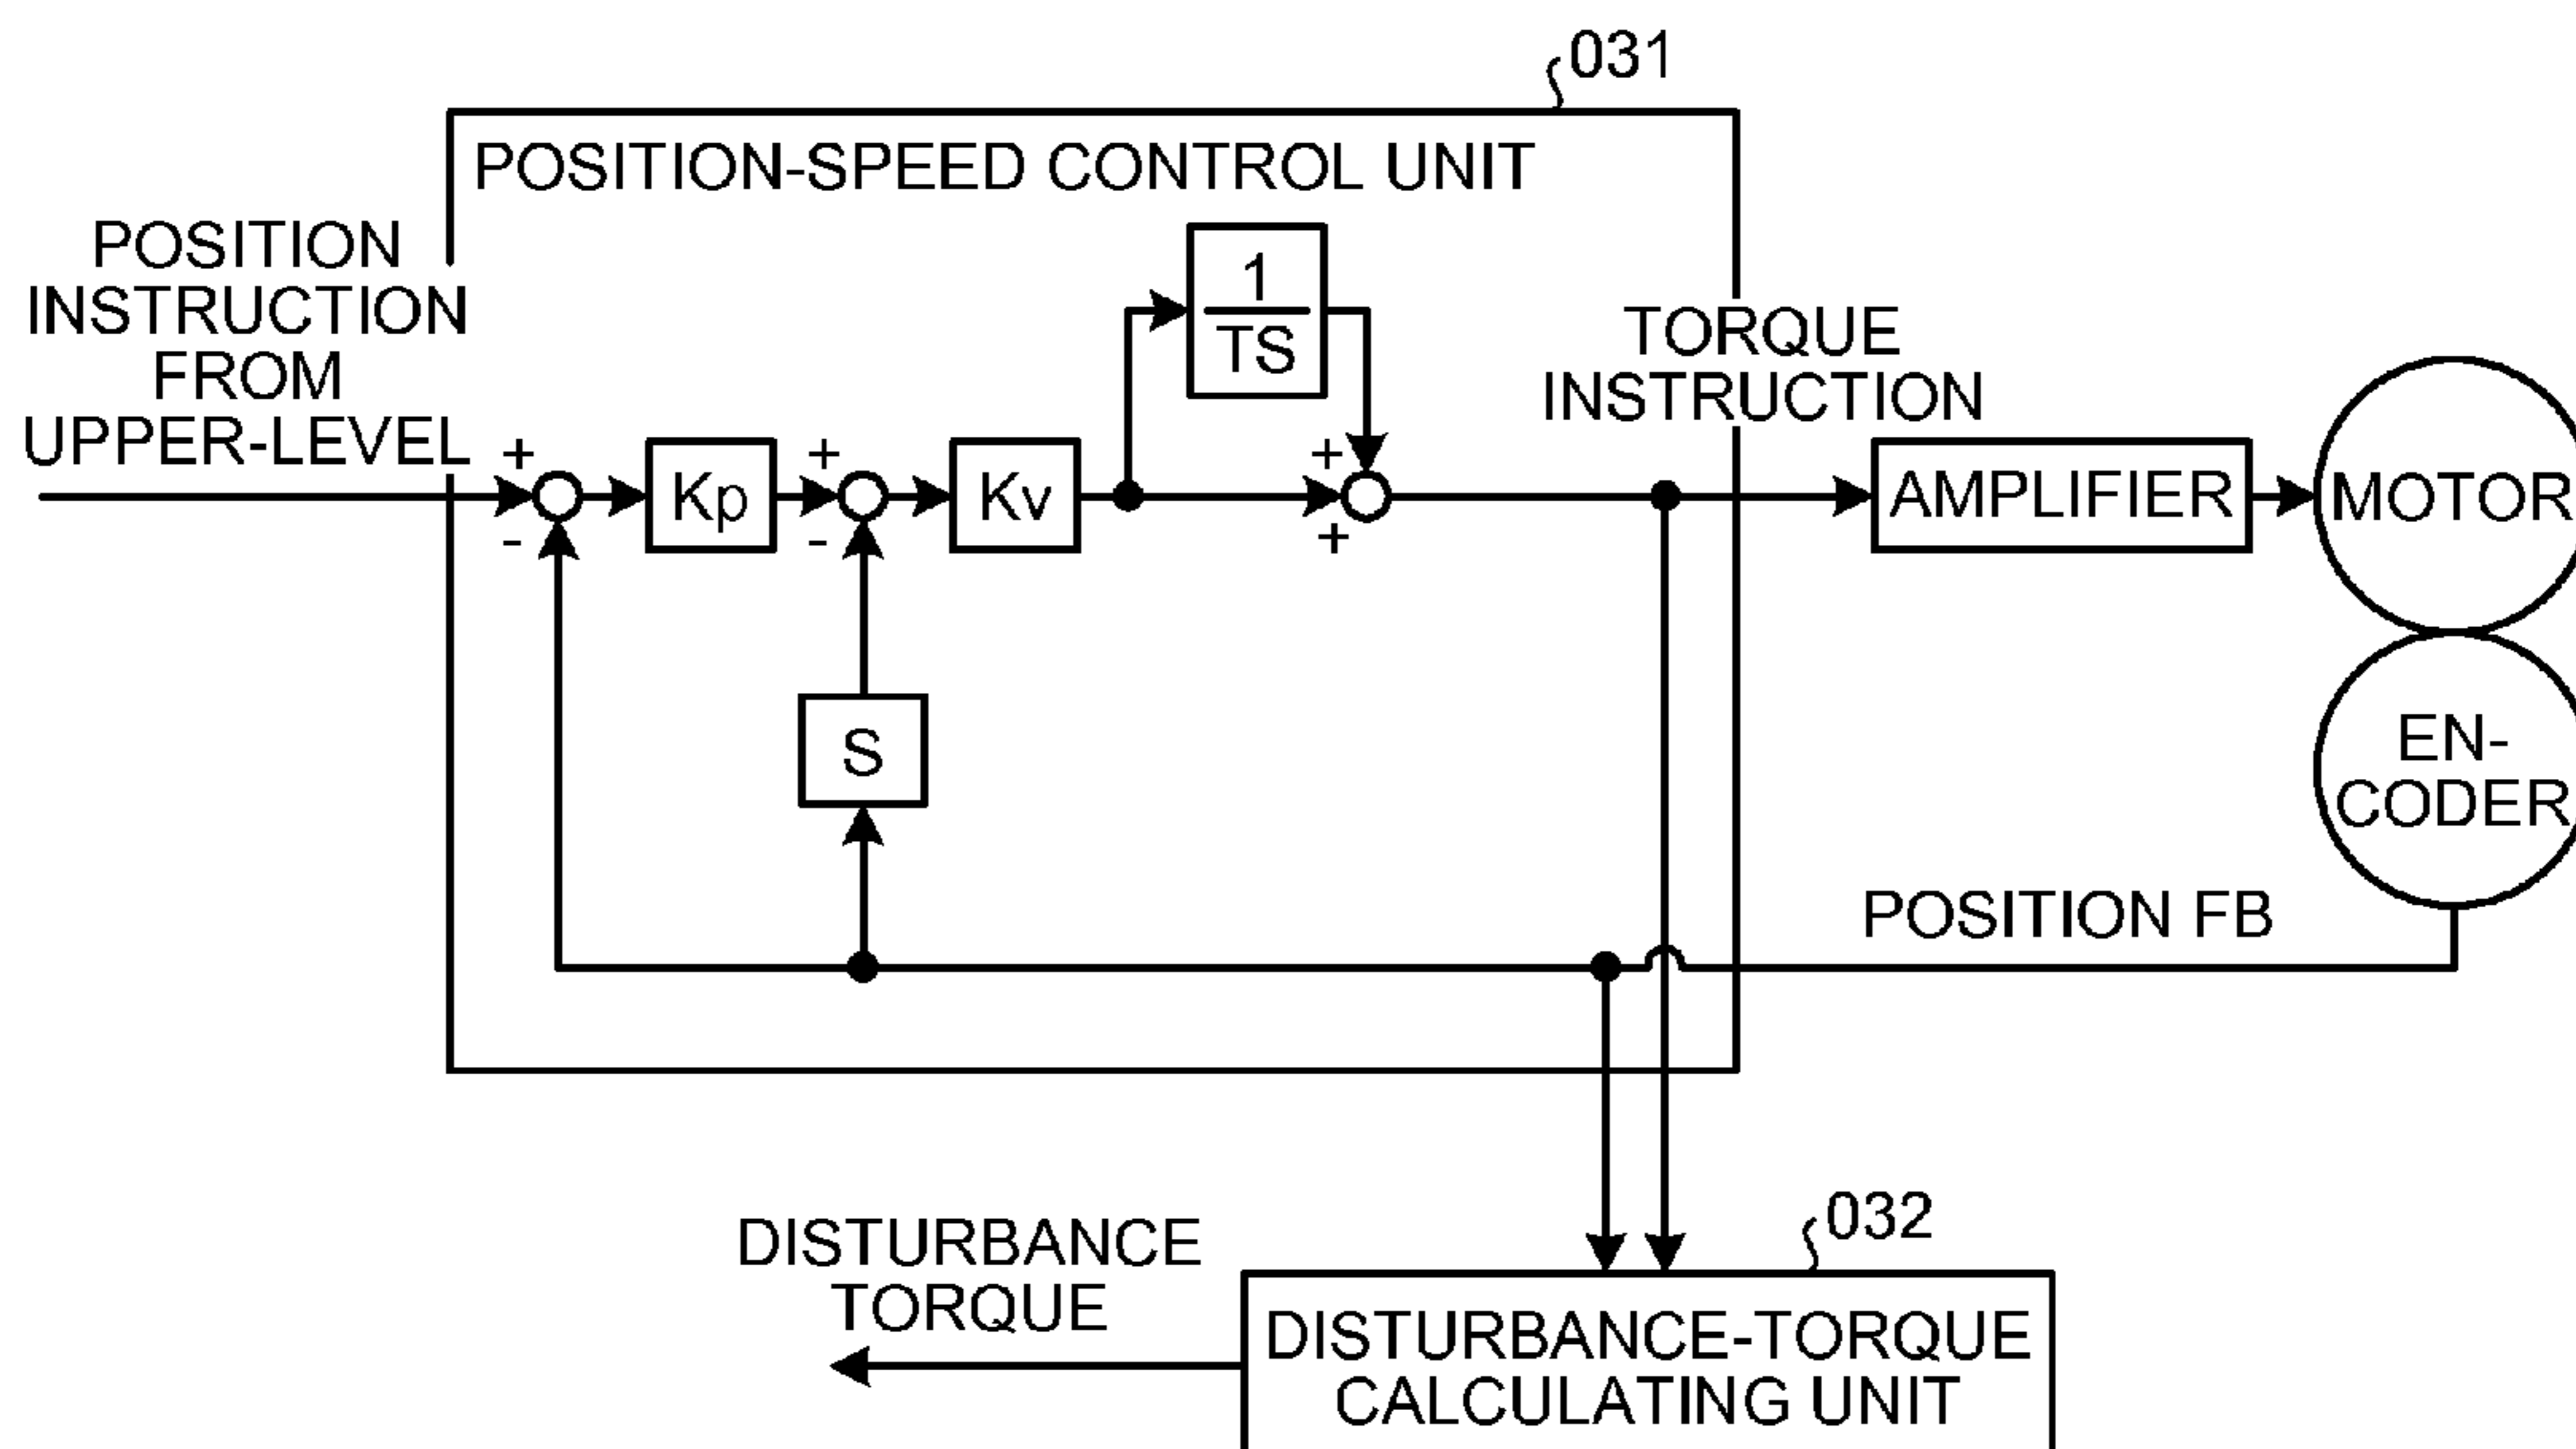 031
POSITION-SPEED CONTROL UNIT
POSITION
INSTRUCTION
FROM
UPPER-LEVEL
1
TS
TORQUE
INSTRUCTION
+
-
Kp
+
-
Kv
+
+
AMPLIFIER
MOTOR
S
EN-
CODER
POSITION FB
032
DISTURBANCE
TORQUE
DISTURBANCE-TORQUE
CALCULATING UNIT